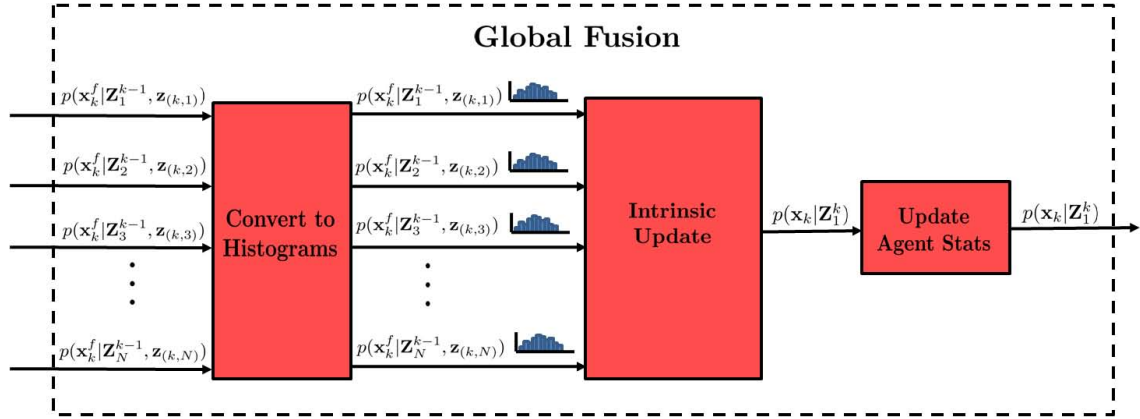 Global Fusion
p(x_k^f|Z_1^{k-1}, z_{(k,1)})
p(x_k^f|Z_1^{k-1}, z_{(k,1)})
p(x_k^f|Z_2^{k-1}, z_{(k,2)})
p(x_k^f|Z_2^{k-1}, z_{(k,2)})
p(x_k^f|Z_3^{k-1}, z_{(k,3)})
p(x_k^f|Z_3^{k-1}, z_{(k,3)})
p(x_k^f|Z_N^{k-1}, z_{(k,N)})
p(x_k^f|Z_N^{k-1}, z_{(k,N)})
Convert to
Histograms
Intrinsic
Update
p(x_k|Z_1^k)
Update
Agent Stats
p(x_k|Z_1^k)